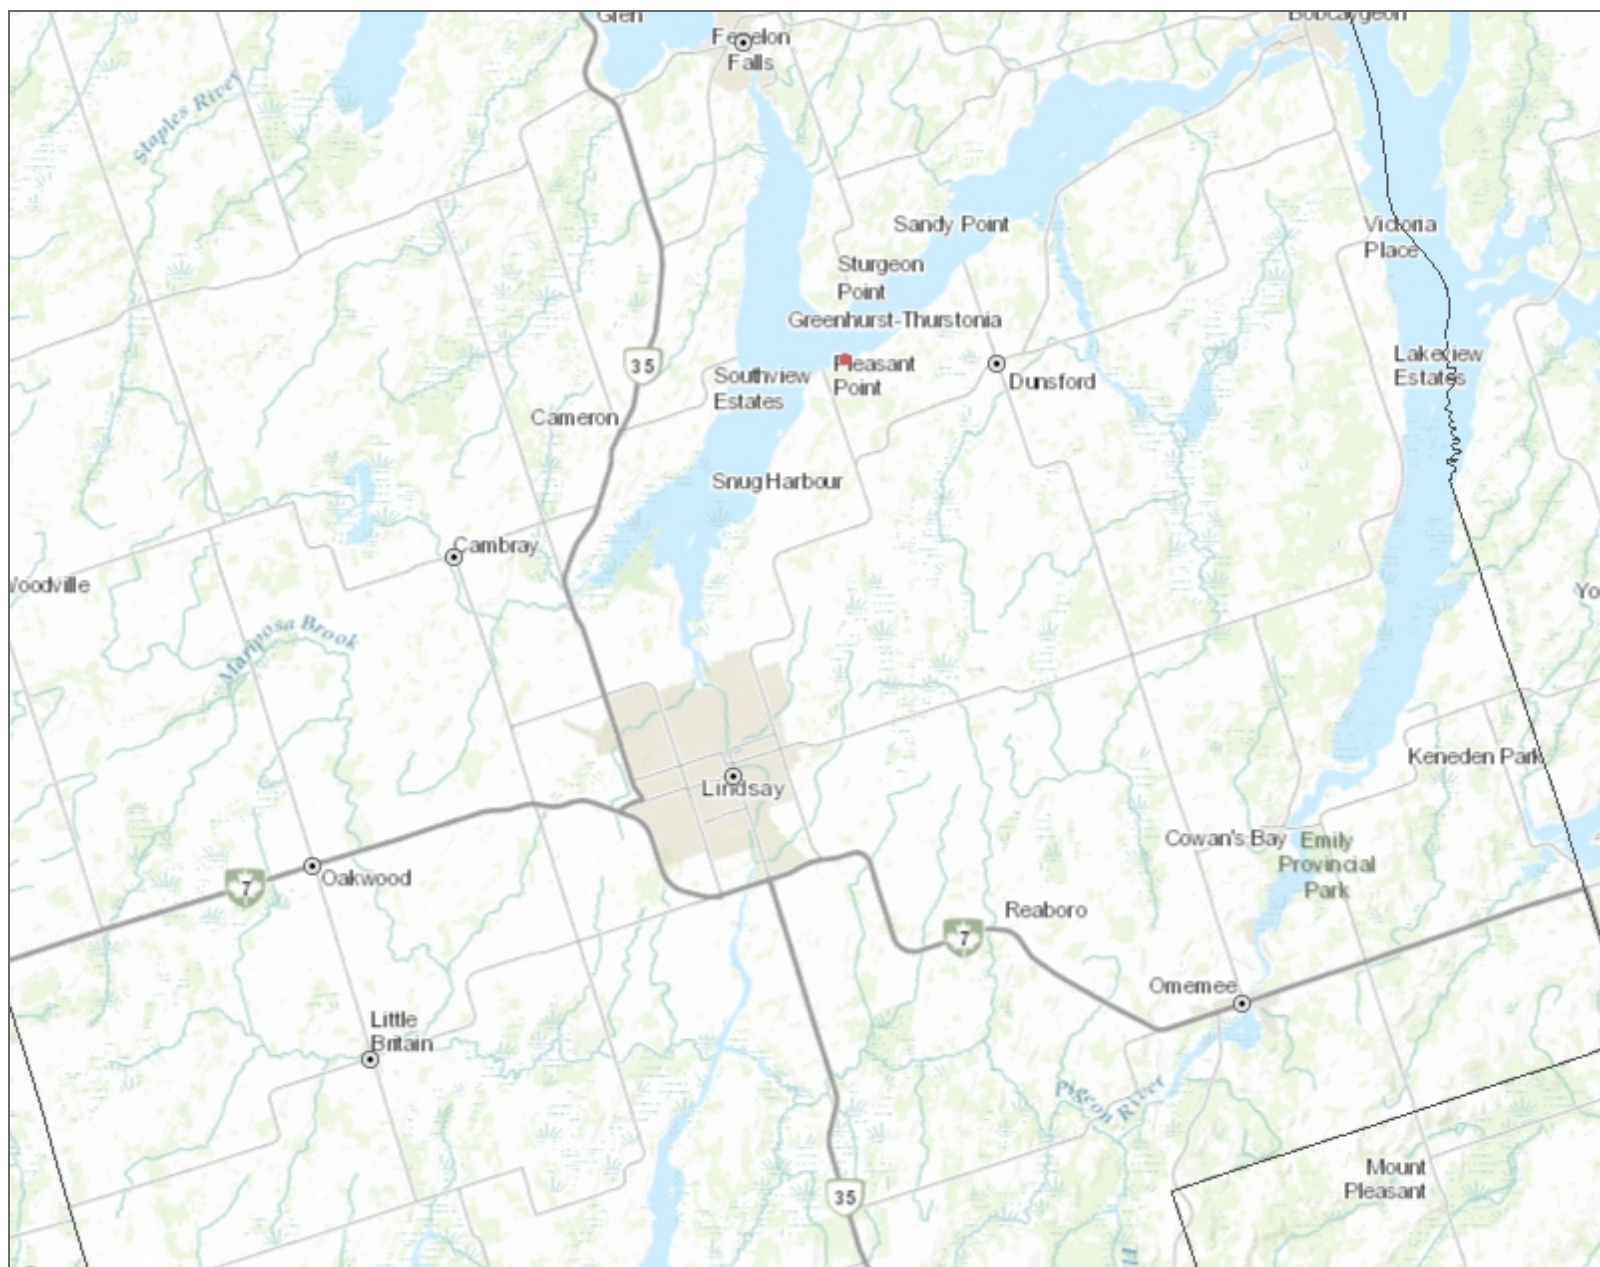 Glen
Bobcaygeon
Fenelon
Falls
Staples River
Sandy Point
Victoria
Place
Sturgeon
Point
Greenhurst-Thurstonia
35
Pleasant
Point
Southview
Estates
Dunsford
Lakeview
Estates
Cameron
Snug Harbour
Cambray
Woodville
Yo
Mariposa Brook
Keneden Park
Lindsay
Cowan's Bay
Emily
Provincial
Park
7
Oakwood
Reaboro
7
Omemee
Little
Britain
Pigeon River
Mount
Pleasant
35